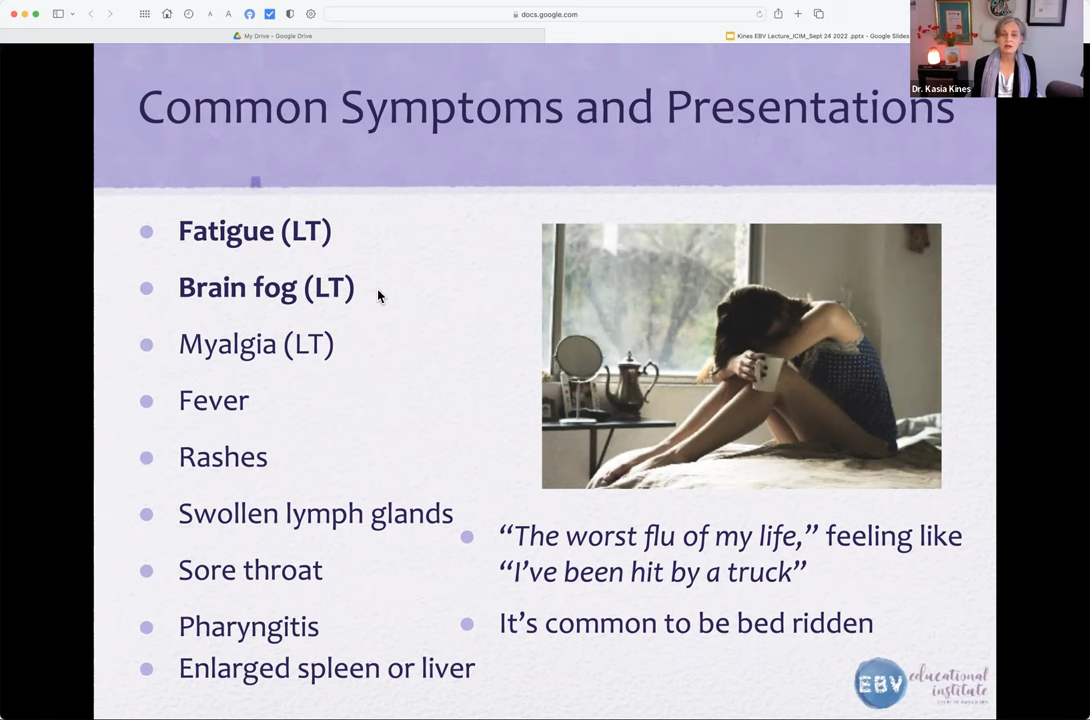 docs.google.com
My Drive - Google Drive
Kines EBV Lecture_ICIM_Sept 24 2022 .pptx - Google Slides
Dr. Kasia Kines
Common Symptoms and Presentations
Fatigue (LT)
Brain fog (LT)
Myalgia (LT)
Fever
Rashes
Swollen lymph glands
Sore throat
Pharyngitis
Enlarged spleen or liver
“The worst flu of my life,” feeling like
“I’ve been hit by a truck”
It’s common to be bed ridden
EBV educational
institute